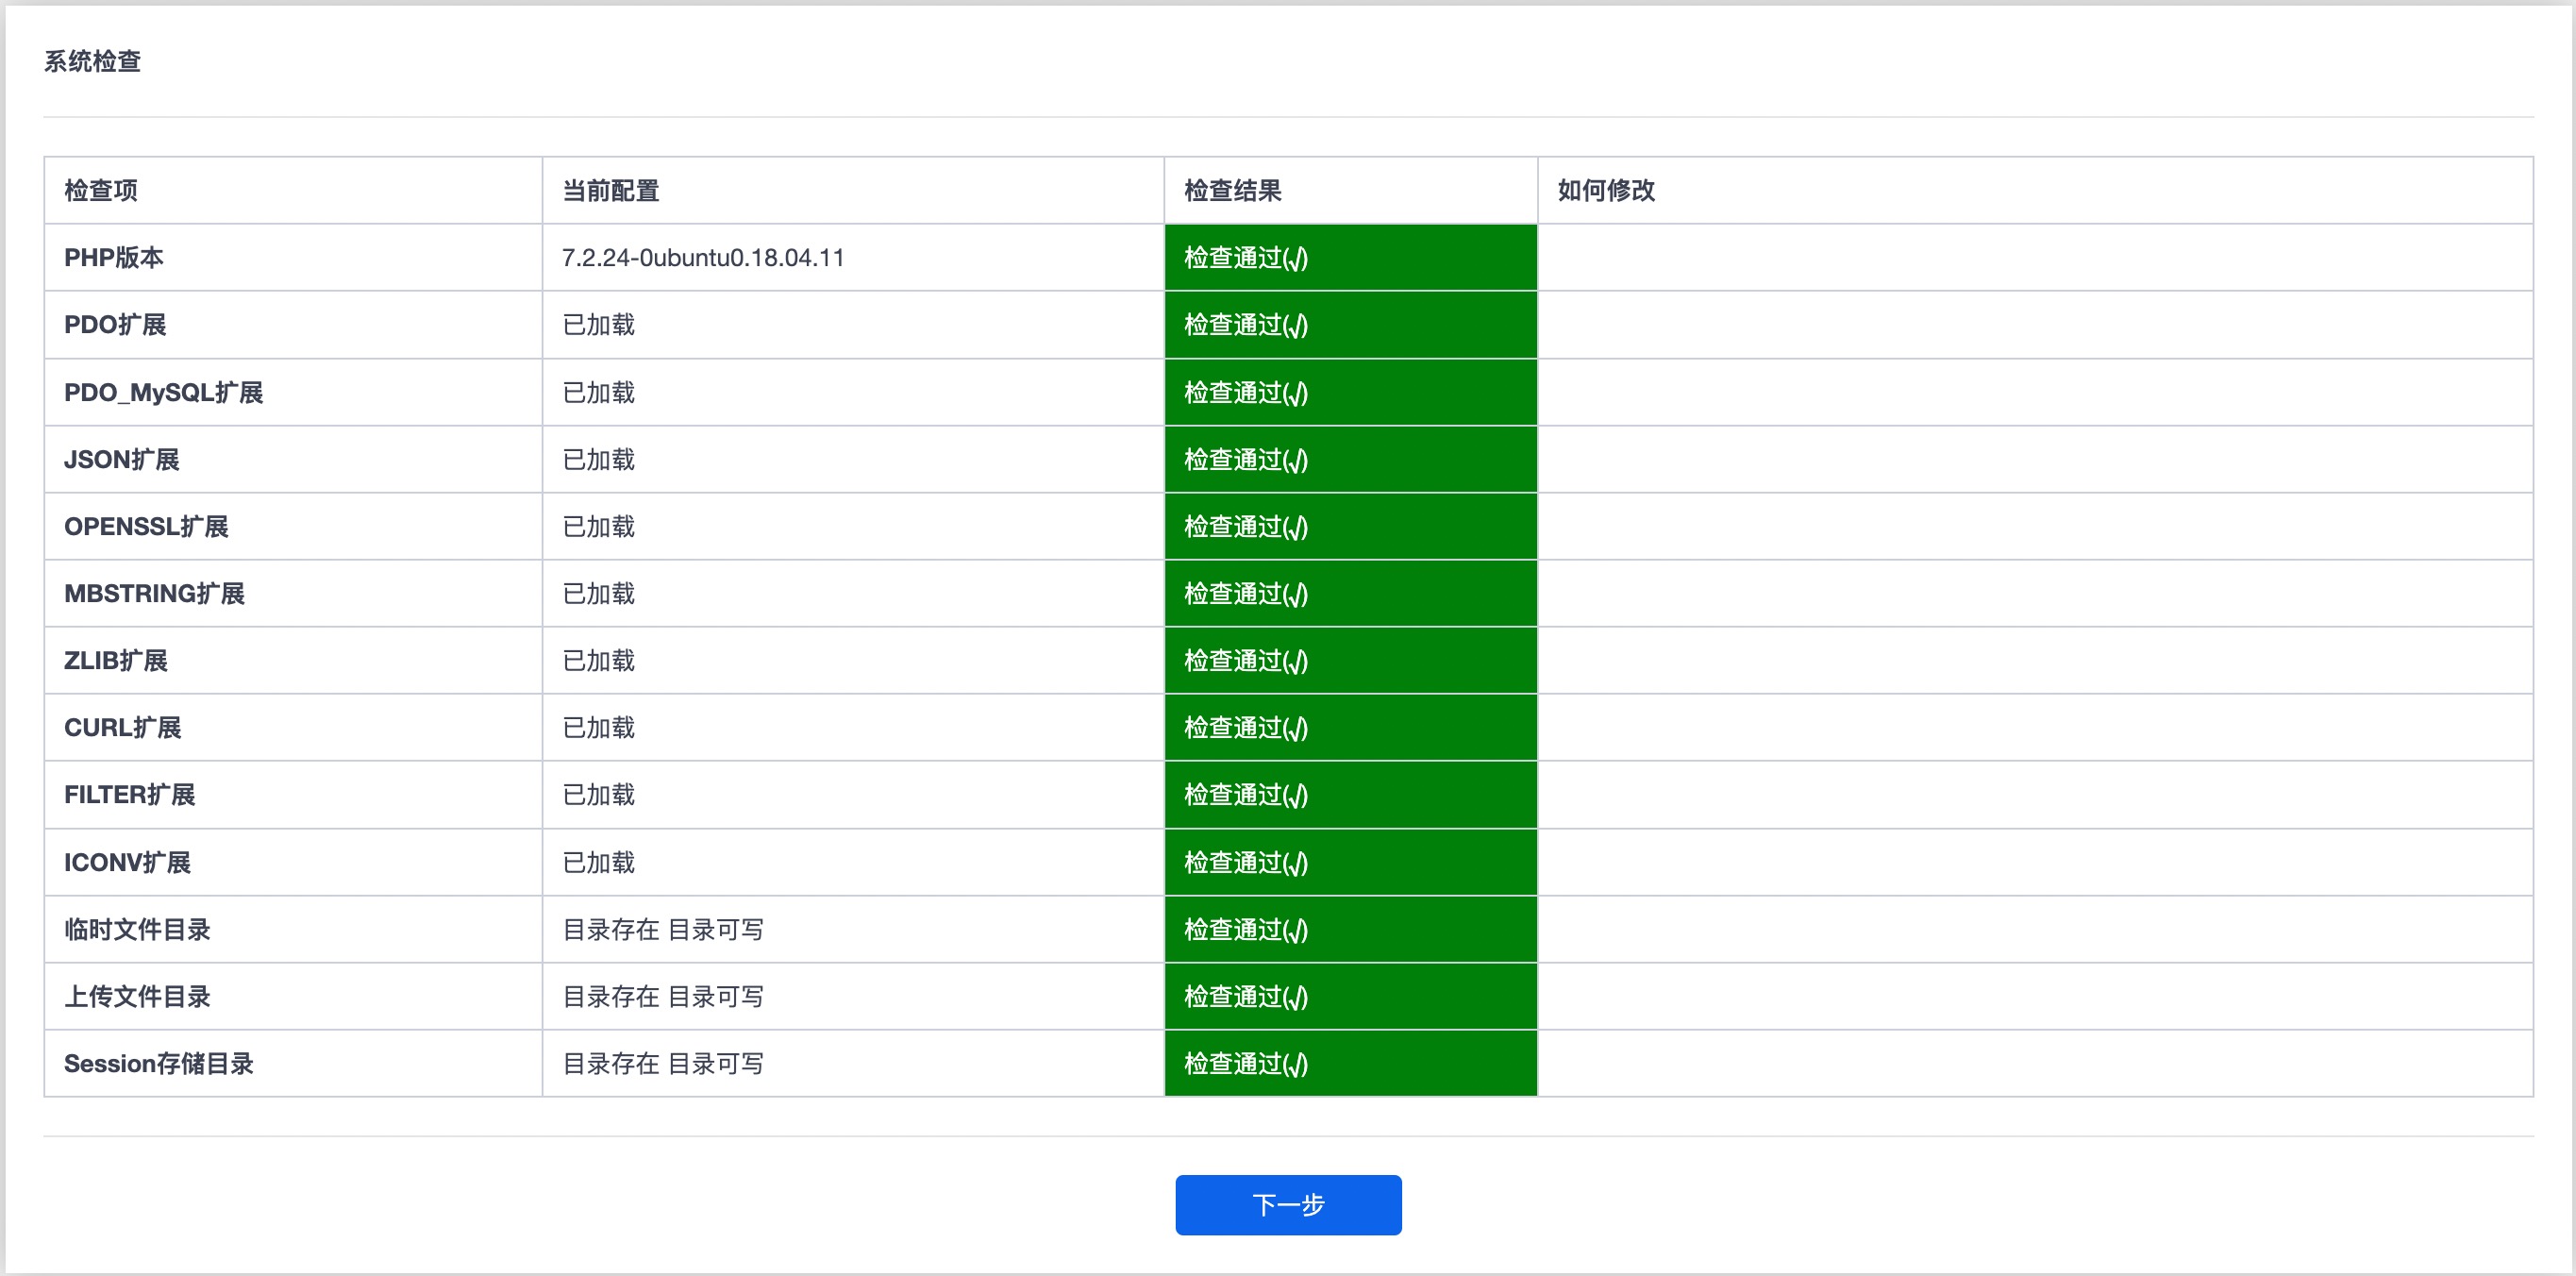 系统检查
检查项 当前配置 检查结果 如何修改
PHP版本 7.2.24-0ubuntu0.18.04.11 检查通过(√)
PDO扩展 已加载 检查通过(√)
PDO_MySQL扩展 已加载 检查通过(√)
JSON扩展 已加载 检查通过(√)
OPENSSL扩展 已加载 检查通过(√)
MBSTRING扩展 已加载 检查通过(√)
ZLIB扩展 已加载 检查通过(√)
CURL扩展 已加载 检查通过(√)
FILTER扩展 已加载 检查通过(√)
ICONV扩展 已加载 检查通过(√)
临时文件目录 目录存在 目录可写 检查通过(√)
上传文件目录 目录存在 目录可写 检查通过(√)
Session存储目录 目录存在 目录可写 检查通过(√)
下一步